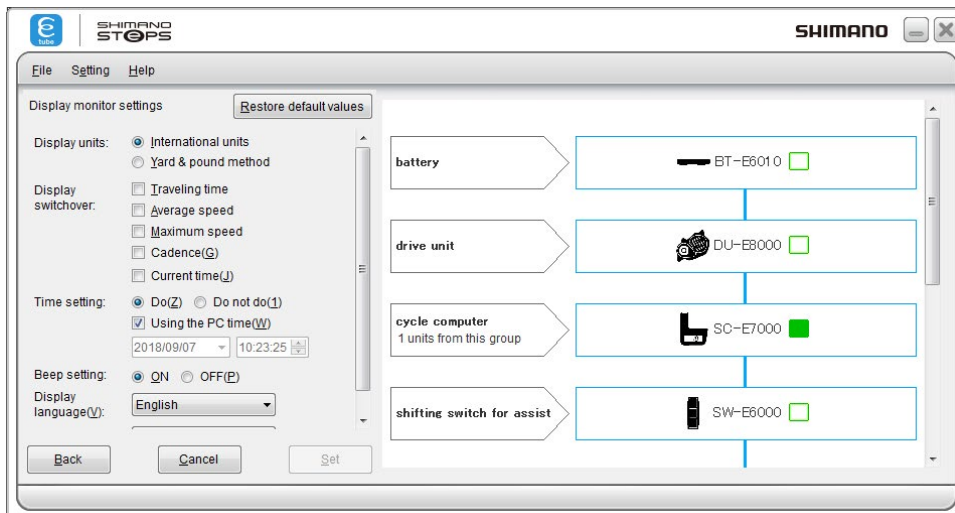 E
tube
SHIMANO
STEPS
SHIMANO
File Setting Help
Display monitor settings
Restore default values
Display units:
International units
Yard & pound method
Display
switchover:
Traveling time
Average speed
Maximum speed
Cadence(G)
Current time(J)
Time setting:
Do(Z) Do not do(1)
Using the PC time(W)
2018/09/07 10:23:25
Beep setting:
ON OFF(P)
Display
language(V):
English
Back Cancel Set
battery
BT-E6010
drive unit
DU-E8000
cycle computer
1 units from this group
SC-E7000
shifting switch for assist
SW-E6000